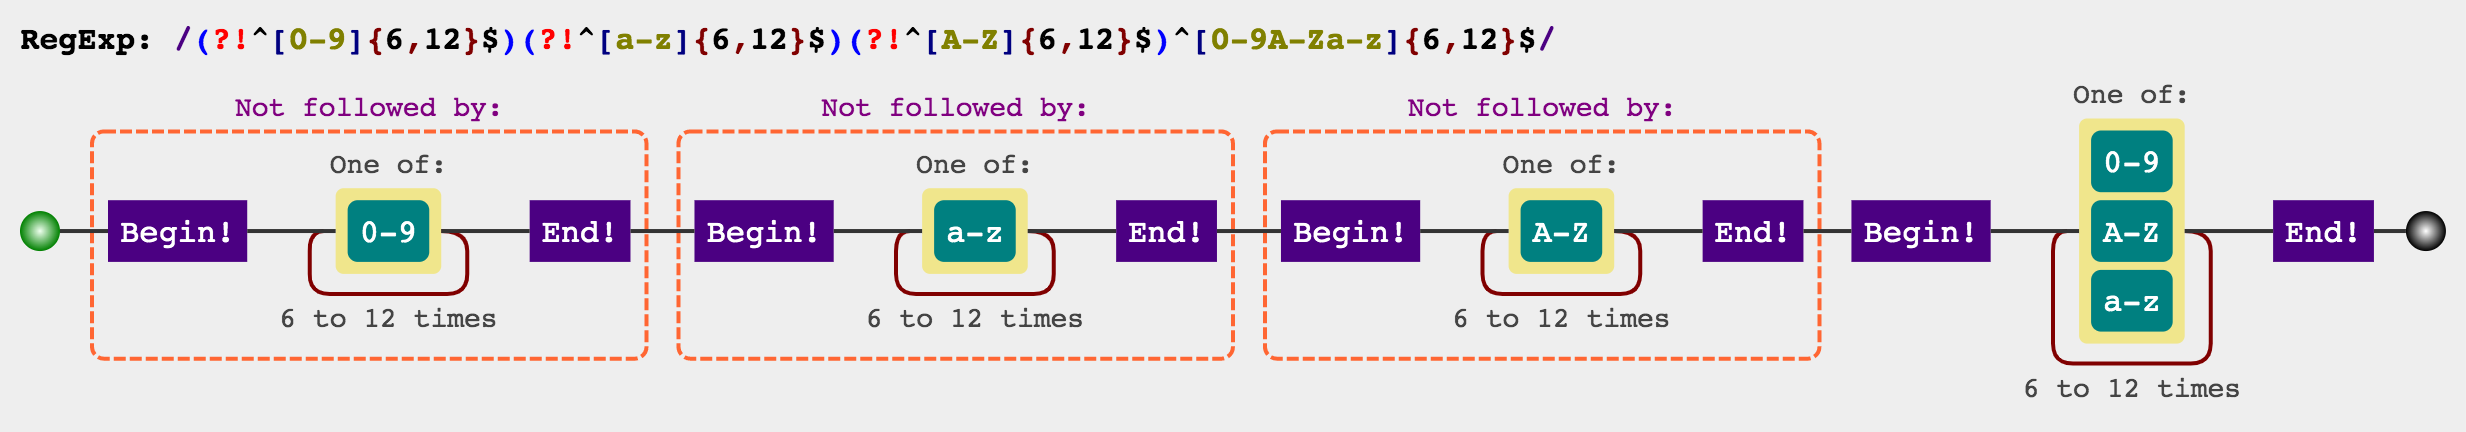 RegExp: /(?!^[0-9]{6,12}$)(?!^[a-z]{6,12}$)(?!^[A-Z]{6,12}$)^[0-9A-Za-z]{6,12}$/
Not followed by: Not followed by: Not followed by: One of:
One of: One of: One of: 0-9
Begin! 0-9 End! Begin! a-z End! Begin! A-Z End! Begin! A-Z End!
a-z
6 to 12 times 6 to 12 times 6 to 12 times
6 to 12 times